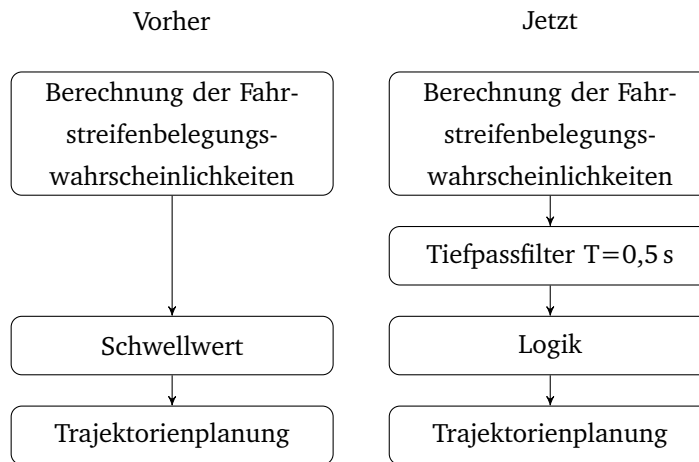 Vorher
Berechnung der Fahr-
streifenbelegungs-
wahrscheinlichkeiten
Schwellwert
Trajektorienplanung
Jetzt
Berechnung der Fahr-
streifenbelegungs-
wahrscheinlichkeiten
Tiefpassfilter T=0,5 s
Logik
Trajektorienplanung